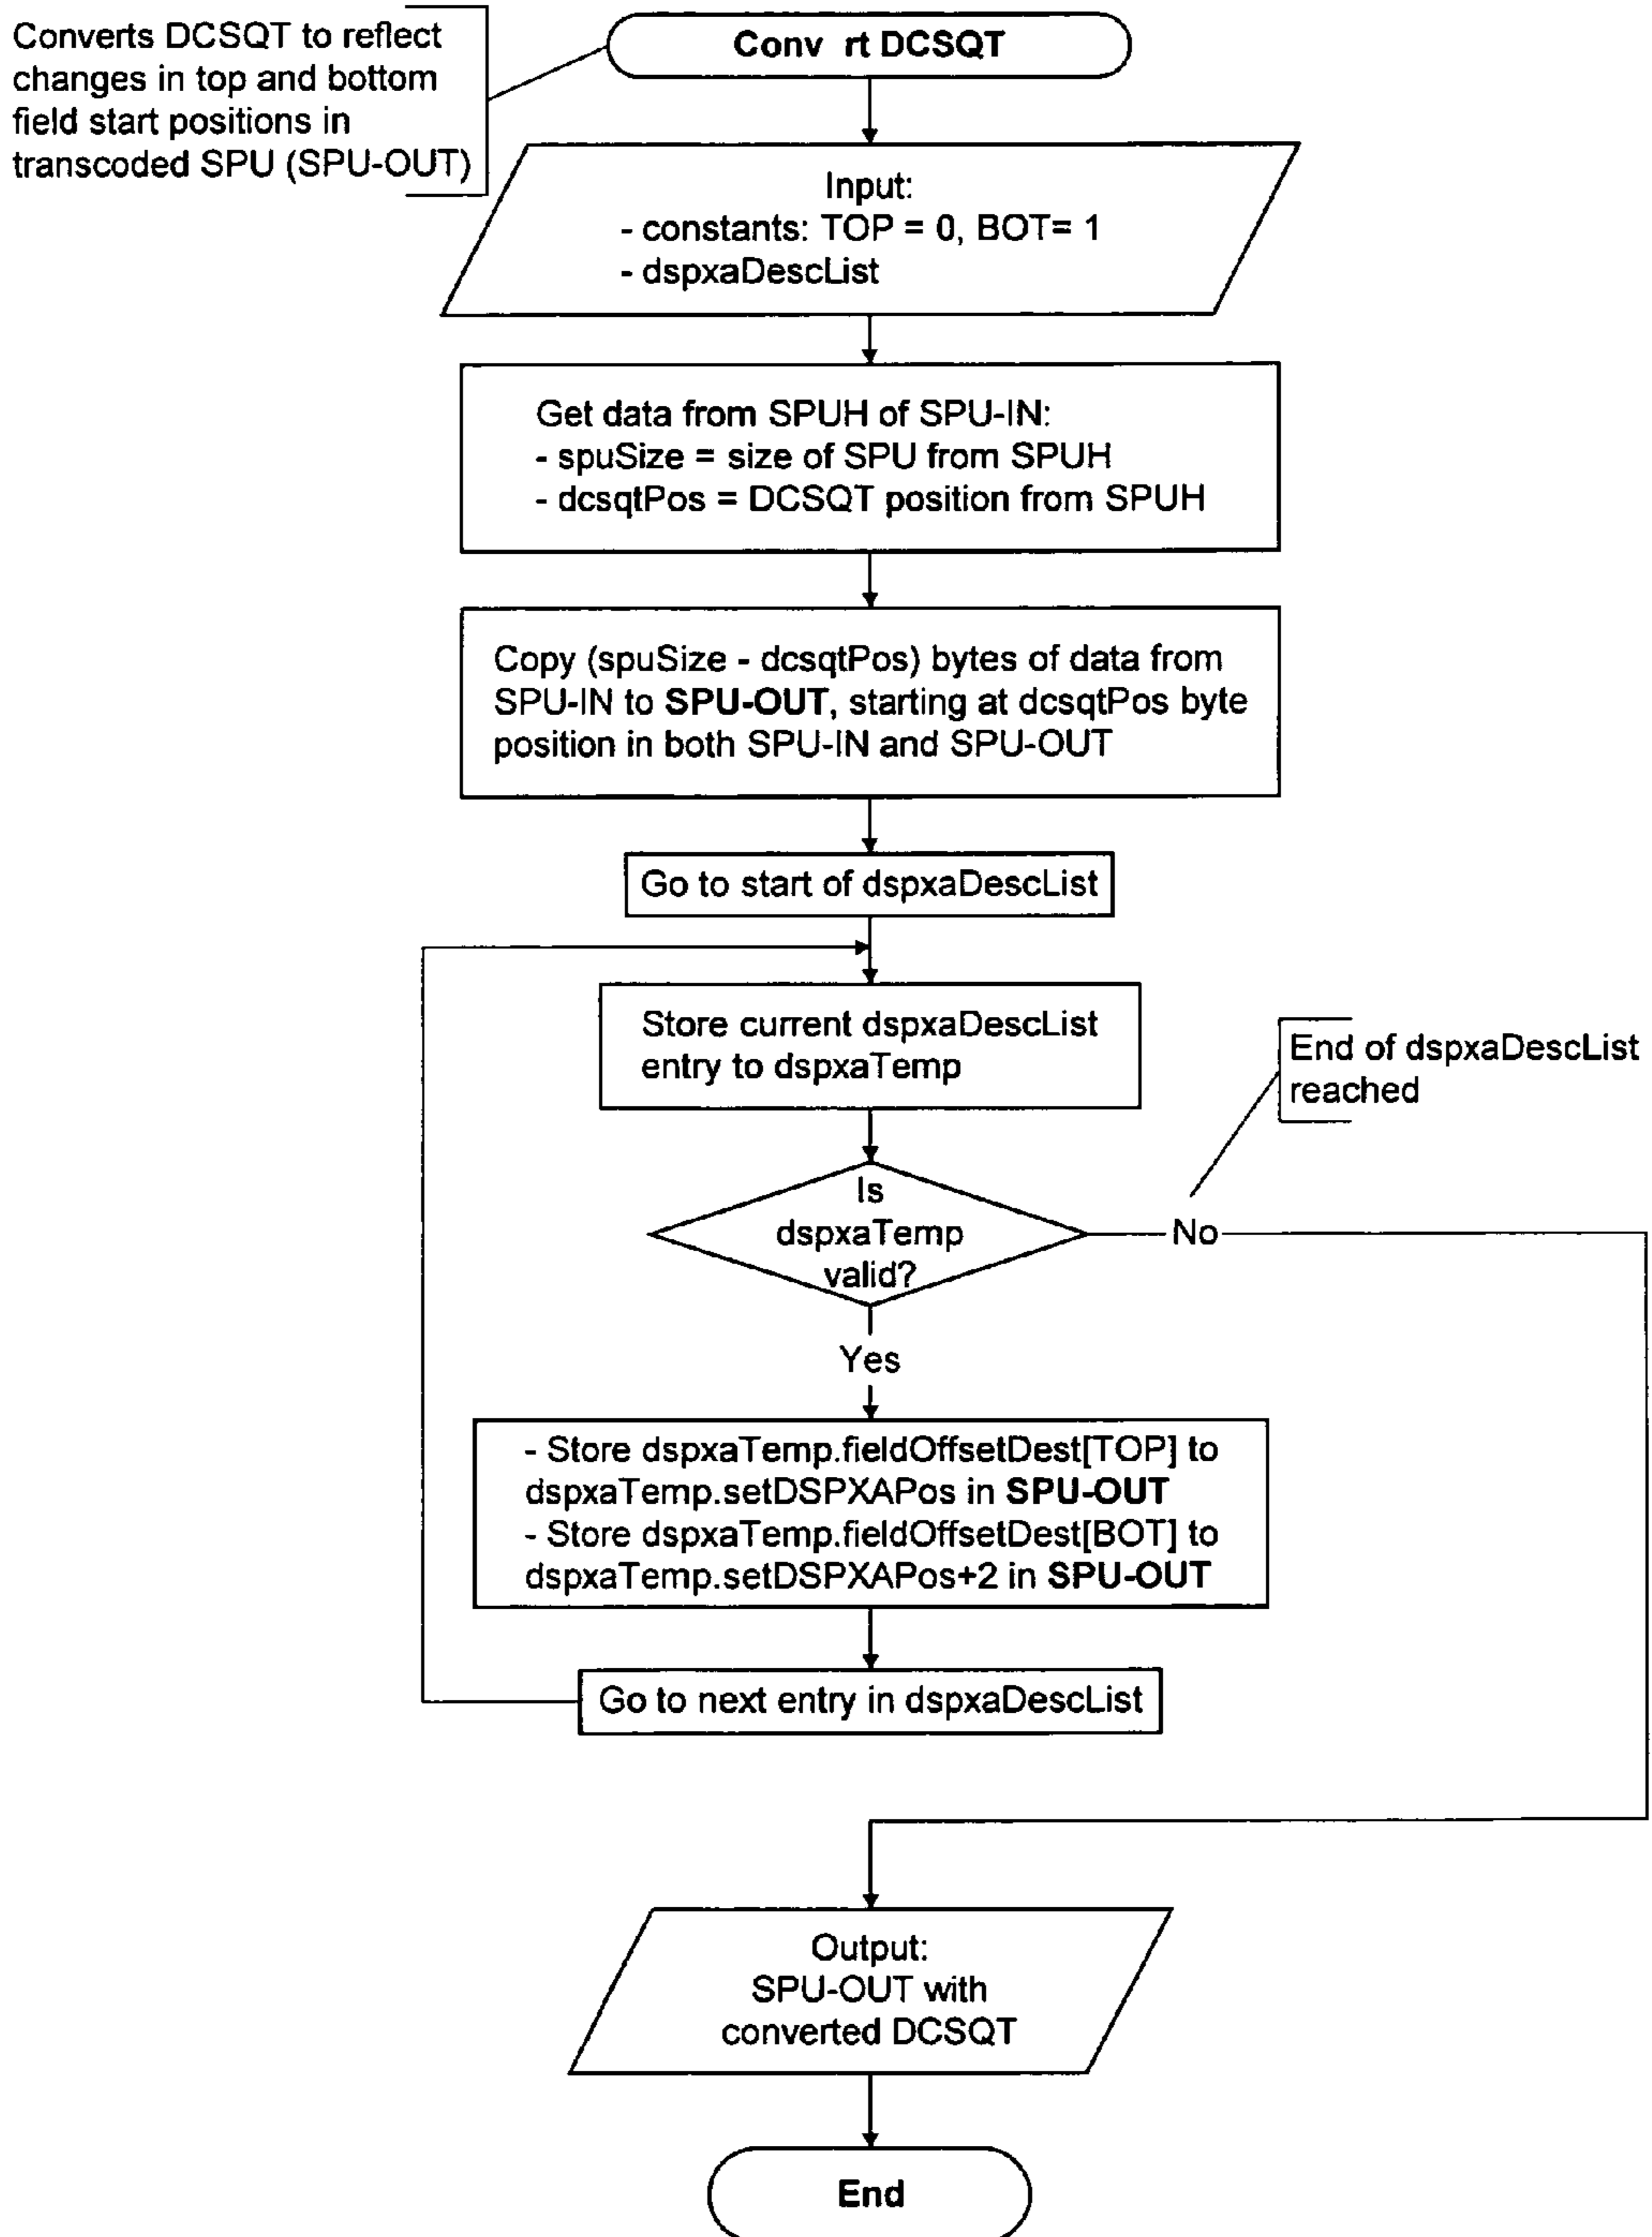 Converts DCSQT to reflect
changes in top and bottom
field start positions in
transcoded SPU (SPU-OUT)
Conv rt DCSQT
Input:
- constants: TOP = 0, BOT= 1
- dspxaDescList
Get data from SPUH of SPU-IN:
- spuSize = size of SPU from SPUH
- dcsqtPos = DCSQT position from SPUH
Copy (spuSize - dcsqtPos) bytes of data from
SPU-IN to SPU-OUT, starting at dcsqtPos byte
position in both SPU-IN and SPU-OUT
Go to start of dspxaDescList
Store current dspxaDescList
entry to dspxaTemp
End of dspxaDescList
reached
Is
dspxaTemp
valid?
No
Yes
- Store dspxaTemp.fieldOffsetDest[TOP] to
dspxaTemp.setDSPXAPos in SPU-OUT
- Store dspxaTemp.fieldOffsetDest[BOT] to
dspxaTemp.setDSPXAPos+2 in SPU-OUT
Go to next entry in dspxaDescList
Output:
SPU-OUT with
converted DCSQT
End